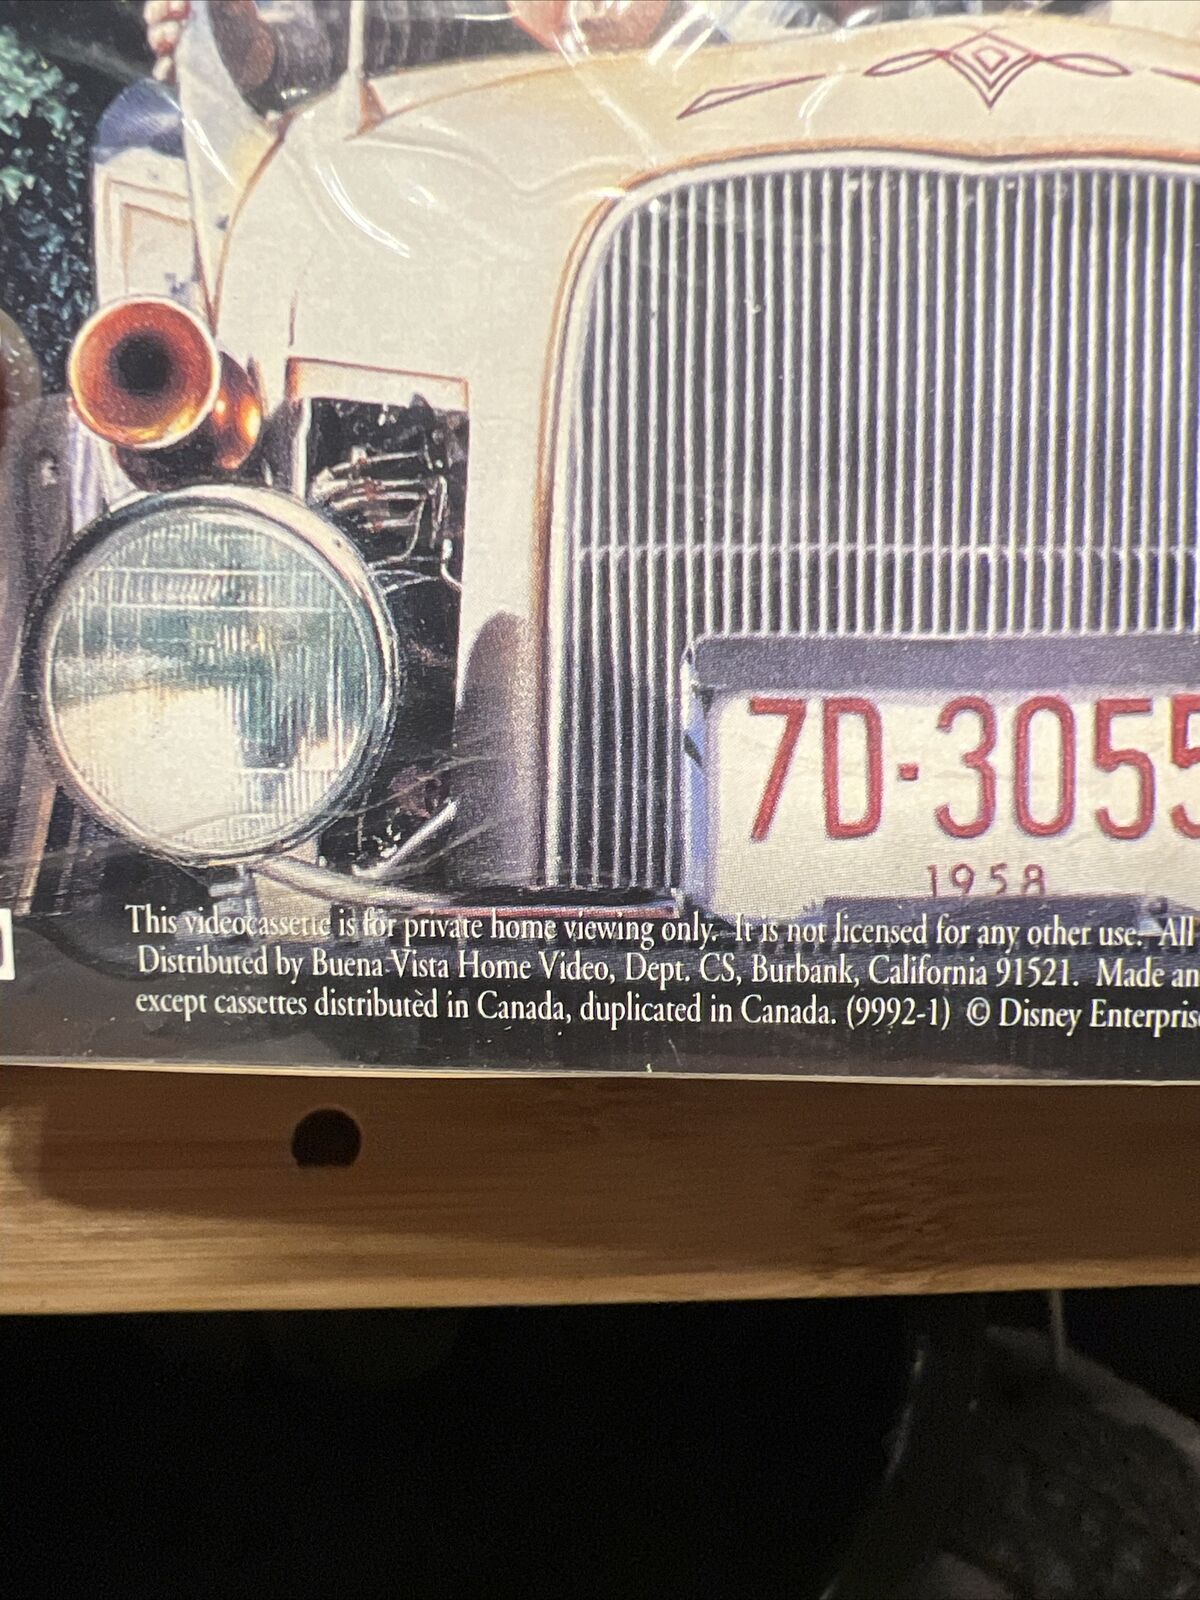 7D-3055
1958
This videocassette is for private home viewing only. It is not licensed for any other use. All
Distributed by Buena Vista Home Video, Dept. CS, Burbank, California 91521. Made an
except cassettes distributed in Canada, duplicated in Canada. (9992-1) © Disney Enterprise